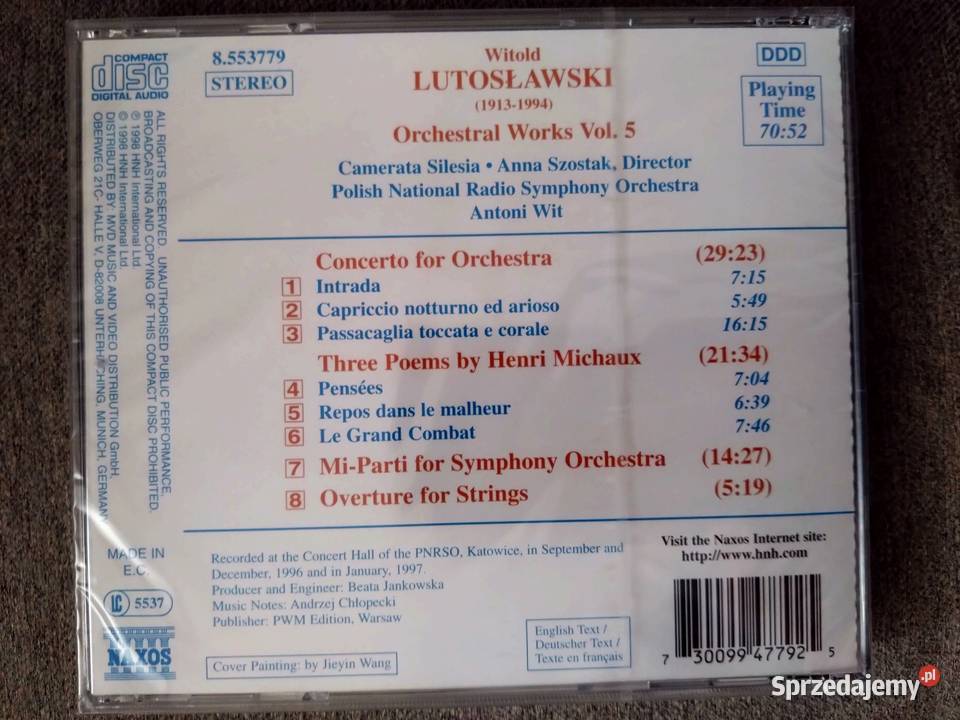 COMPACT
disc
DIGITAL AUDIO
8.553779
STEREO
Witold
LUTOSŁAWSKI
(1913-1994)
Orchestral Works Vol. 5
Camerata Silesia • Anna Szostak, Director
Polish National Radio Symphony Orchestra
Antoni Wit
DDD
Playing
Time
70:52
Concerto for Orchestra (29:23)
1 Intrada 7:15
2 Capriccio notturno ed arioso 5:49
3 Passacaglia toccata e corale 16:15
Three Poems by Henri Michaux (21:34)
4 Pensées 7:04
5 Repos dans le malheur 6:39
6 Le Grand Combat 7:46
7 Mi-Parti for Symphony Orchestra (14:27)
8 Overture for Strings (5:19)
ALL RIGHTS RESERVED. UNAUTHORISED PUBLIC PERFORMANCE,
BROADCASTING AND COPYING OF THIS COMPACT DISC PROHIBITED.
℗ 1998 HNH International Ltd.
© 1998 HNH International Ltd.
DISTRIBUTED BY: MVD MUSIC AND VIDEO DISTRIBUTION GmbH,
OBERWEG 21C- HALLE V, D-82008 UNTERHACHING, MUNICH, GERMANY
MADE IN
E.C.
LC 5537
NAXOS
Recorded at the Concert Hall of the PNRSO, Katowice, in September and
December, 1996 and in January, 1997.
Producer and Engineer: Beata Jankowska
Music Notes: Andrzej Chłopecki
Publisher: PWM Edition, Warsaw
Cover Painting: by Jieyin Wang
English Text /
Deutscher Text /
Texte en français
Visit the Naxos Internet site:
http://www.hnh.com
7 30099 47792 5
Sprzedajemy.pl